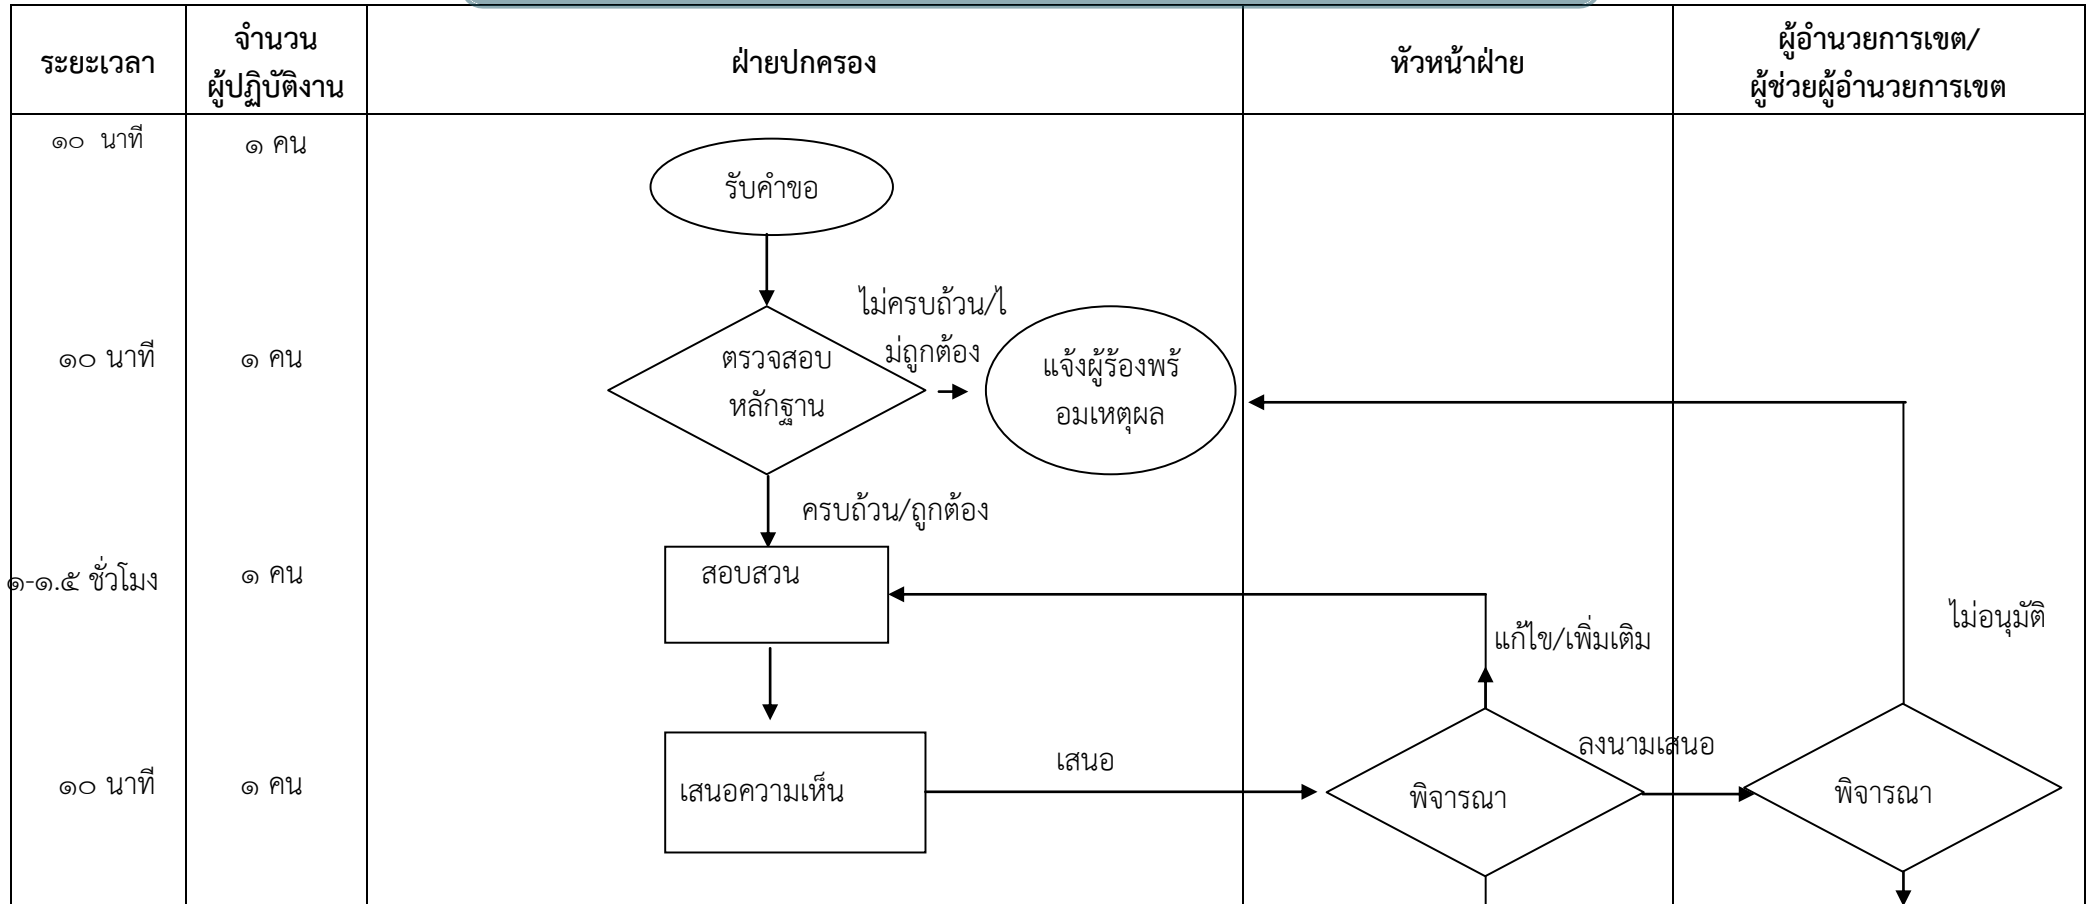 ระยะเวลา
จำนวน
ผู้ปฏิบัติงาน
ฝ่ายปกครอง
หัวหน้าฝ่าย
ผู้อำนวยการเขต/
ผู้ช่วยผู้อำนวยการเขต
๑๐ นาที
๑ คน
รับคำขอ
๑๐ นาที
๑ คน
ตรวจสอบ
หลักฐาน
ไม่ครบถ้วน/ไ
ม่ถูกต้อง
แจ้งผู้ร้องพร้
อมเหตุผล
ครบถ้วน/ถูกต้อง
๑-๑.๕ ชั่วโมง
๑ คน
สอบสวน
แก้ไข/เพิ่มเติม
ไม่อนุมัติ
๑๐ นาที
๑ คน
เสนอความเห็น
เสนอ
พิจารณา
ลงนามเสนอ
พิจารณา